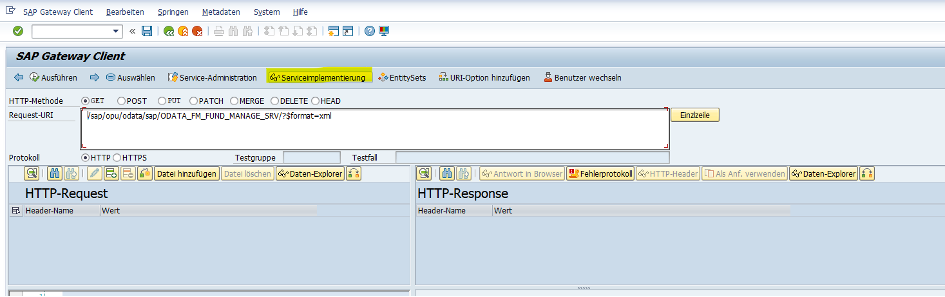 SAP Gateway Client Bearbeiten Springen Metadaten System Hilfe
SAP Gateway Client
Ausführen Auswählen Service-Administration Serviceimplementierung EntitySets URI-Option hinzufügen Benutzer wechseln
HTTP-Methode GET POST PUT PATCH MERGE DELETE HEAD
Request-URI /sap/opu/odata/sap/ODATA_FM_FUND_MANAGE_SRV/?$format=xml Einzlzeile
Protokoll HTTP HTTPS Testgruppe Testfall
Datei hinzufügen Datei löschen Daten-Explorer Antwort in Browser Fehlerprotokoll HTTP-Header Als Anf. verwenden Daten-Explorer
HTTP-Request HTTP-Response
Header-Name Wert Header-Name Wert